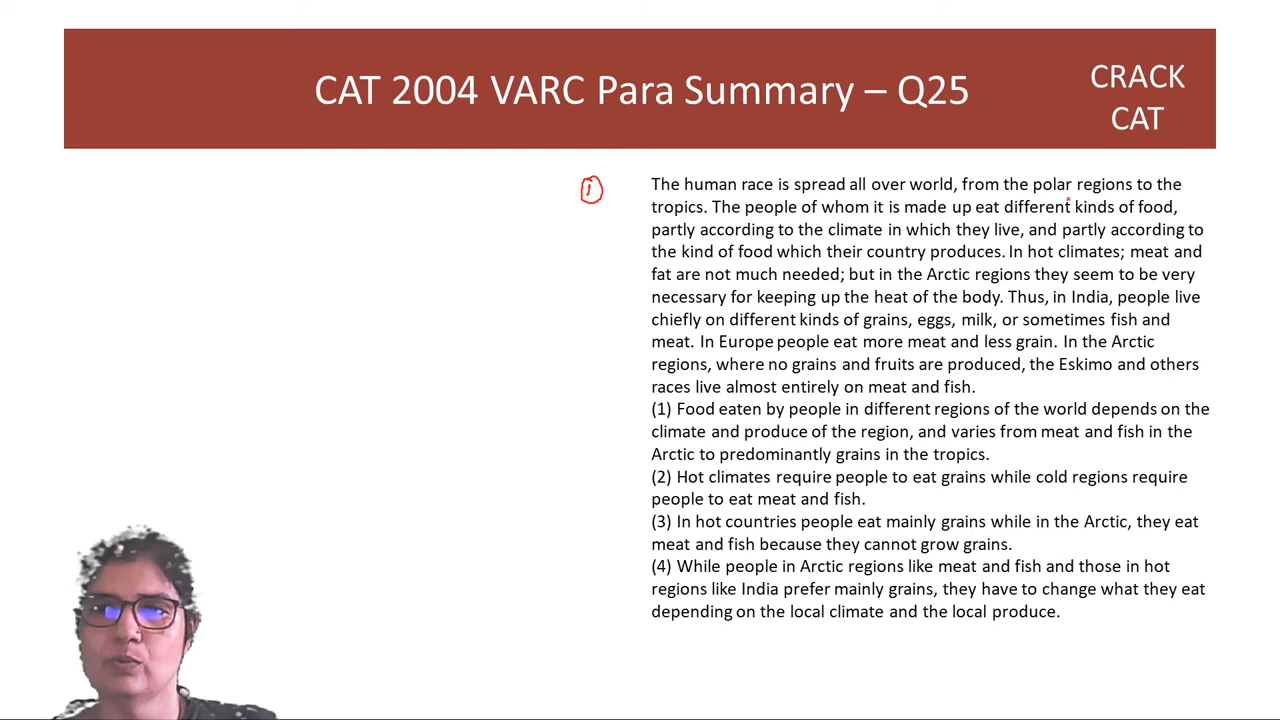 CAT 2004 VARC Para Summary – Q25
CRACK
CAT
1
The human race is spread all over world, from the polar regions to the
tropics. The people of whom it is made up eat different kinds of food,
partly according to the climate in which they live, and partly according to
the kind of food which their country produces. In hot climates; meat and
fat are not much needed; but in the Arctic regions they seem to be very
necessary for keeping up the heat of the body. Thus, in India, people live
chiefly on different kinds of grains, eggs, milk, or sometimes fish and
meat. In Europe people eat more meat and less grain. In the Arctic
regions, where no grains and fruits are produced, the Eskimo and others
races live almost entirely on meat and fish.
(1) Food eaten by people in different regions of the world depends on the
climate and produce of the region, and varies from meat and fish in the
Arctic to predominantly grains in the tropics.
(2) Hot climates require people to eat grains while cold regions require
people to eat meat and fish.
(3) In hot countries people eat mainly grains while in the Arctic, they eat
meat and fish because they cannot grow grains.
(4) While people in Arctic regions like meat and fish and those in hot
regions like India prefer mainly grains, they have to change what they eat
depending on the local climate and the local produce.